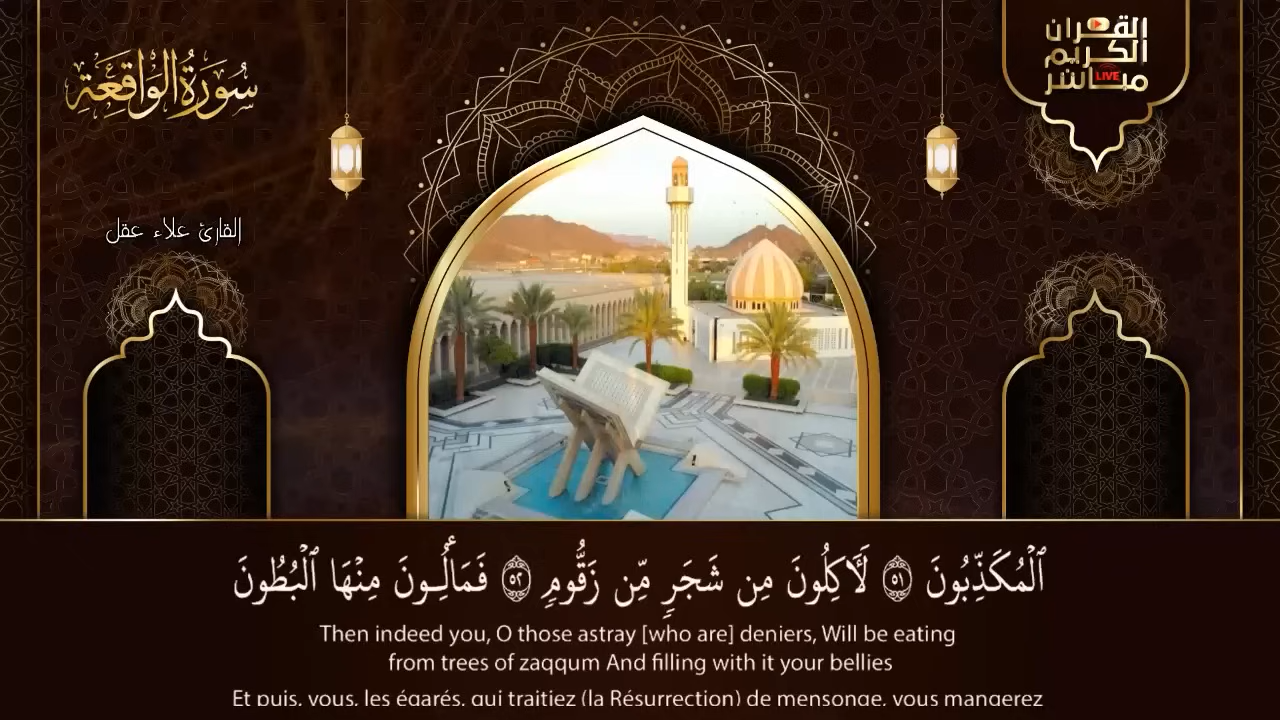 سُورَةُ الوَاقِعَة
القران
الكريم
مباشر
LIVE
القارئ علاء عقل
ٱلۡمُكَذِّبُونَ ٥١ لَأٓكِلُونَ مِن شَجَرٖ مِّن زَقُّومٖ ٥٢ فَمَالِـُٔونَ مِنۡهَا ٱلۡبُطُونَ
Then indeed you, O those astray [who are] deniers, Will be eating
from trees of zaqqum And filling with it your bellies
Et puis, vous, les égarés, qui traitiez (la Résurrection) de mensonge, vous mangerez